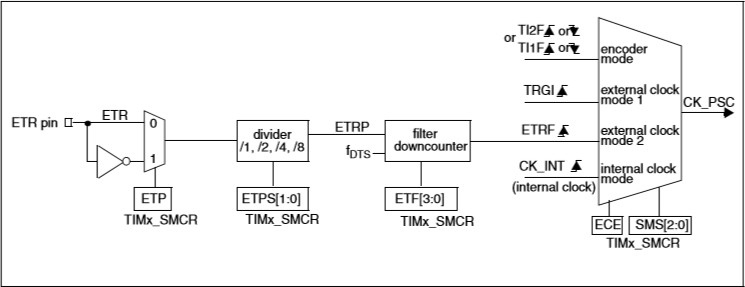 TI2F or
or TI1F or
encoder
mode
TRGI
external clock
mode 1
CK_PSC
ETR pin
ETR
0
1
divider
/1, /2, /4, /8
ETRP
fDTS
filter
downcounter
ETRF
external clock
mode 2
CK_INT
(internal clock)
internal clock
mode
ETP
TIMx_SMCR
ETPS[1:0]
TIMx_SMCR
ETF[3:0]
TIMx_SMCR
ECE
SMS[2:0]
TIMx_SMCR